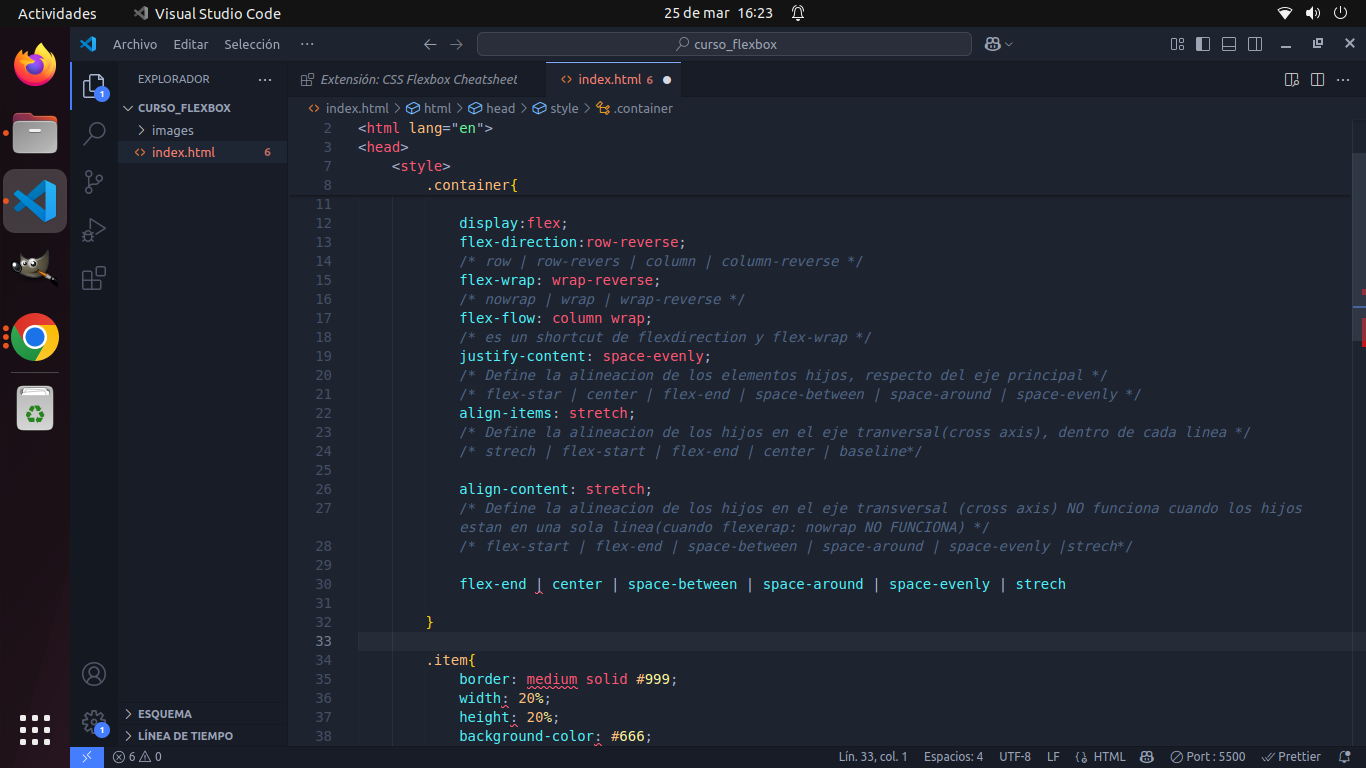 Actividades
Visual Studio Code
25 de mar 16:23
Archivo Editar Selección ···
curso_flexbox
EXPLORADOR ···
Extensión: CSS Flexbox Cheatsheet
<> index.html 6 ●
1
CURSO_FLEXBOX
images
<> index.html 6
<> index.html > html > head > style > .container
2 <html lang="en">
3 <head>
7 <style>
8 .container{
11
12 display:flex;
13 flex-direction:row-reverse;
14 /* row | row-revers | column | column-reverse */
15 flex-wrap: wrap-reverse;
16 /* nowrap | wrap | wrap-reverse */
17 flex-flow: column wrap;
18 /* es un shortcut de flexdirection y flex-wrap */
19 justify-content: space-evenly;
20 /* Define la alineacion de los elementos hijos, respecto del eje principal */
21 /* flex-star | center | flex-end | space-between | space-around | space-evenly */
22 align-items: stretch;
23 /* Define la alineacion de los hijos en el eje tranversal(cross axis), dentro de cada linea */
24 /* strech | flex-start | flex-end | center | baseline*/
25
26 align-content: stretch;
27 /* Define la alineacion de los hijos en el eje transversal (cross axis) NO funciona cuando los hijos
estan en una sola linea(cuando flexerap: nowrap NO FUNCIONA) */
28 /* flex-start | flex-end | space-between | space-around | space-evenly |strech*/
29
30 flex-end | center | space-between | space-around | space-evenly | strech
31
32 }
33
34 .item{
35 border: medium solid #999;
36 width: 20%;
37 height: 20%;
38 background-color: #666;
ESQUEMA
LÍNEA DE TIEMPO
1
6 0
Lín. 33, col. 1 Espacios: 4 UTF-8 LF {} HTML Port : 5500 Prettier